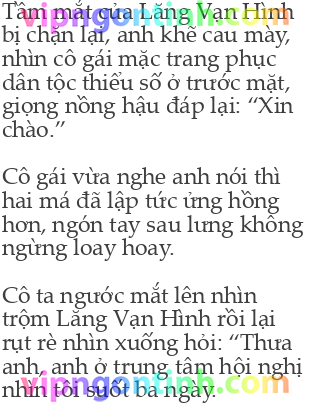 Tầm mắt của Lăng Vạn Hình
bị chặn lại, anh khẽ cau mày,
nhìn cô gái mặc trang phục
dân tộc thiểu số ở trước mặt,
giọng nồng hậu đáp lại: “Xin
chào.”
Cô gái vừa nghe anh nói thì
hai má đã lập tức ửng hồng
hơn, ngón tay sau lưng không
ngừng loay hoay.
Cô ta ngước mắt lên nhìn
trộm Lăng Vạn Hình rồi lại
rụt rè nhìn xuống hỏi: “Thưa
anh, anh ở trung tâm hội nghị
nhìn tôi suốt ba ngày.
vipngontinh.com
vipngontinh.com